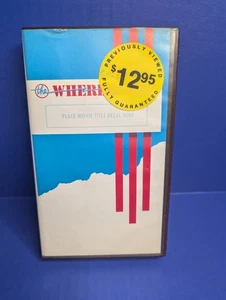 the WHERE
PREVIOUSLY VIEWED
$12.95
FULLY GUARANTEED
PLACE MOVIE TITLE DECAL HERE